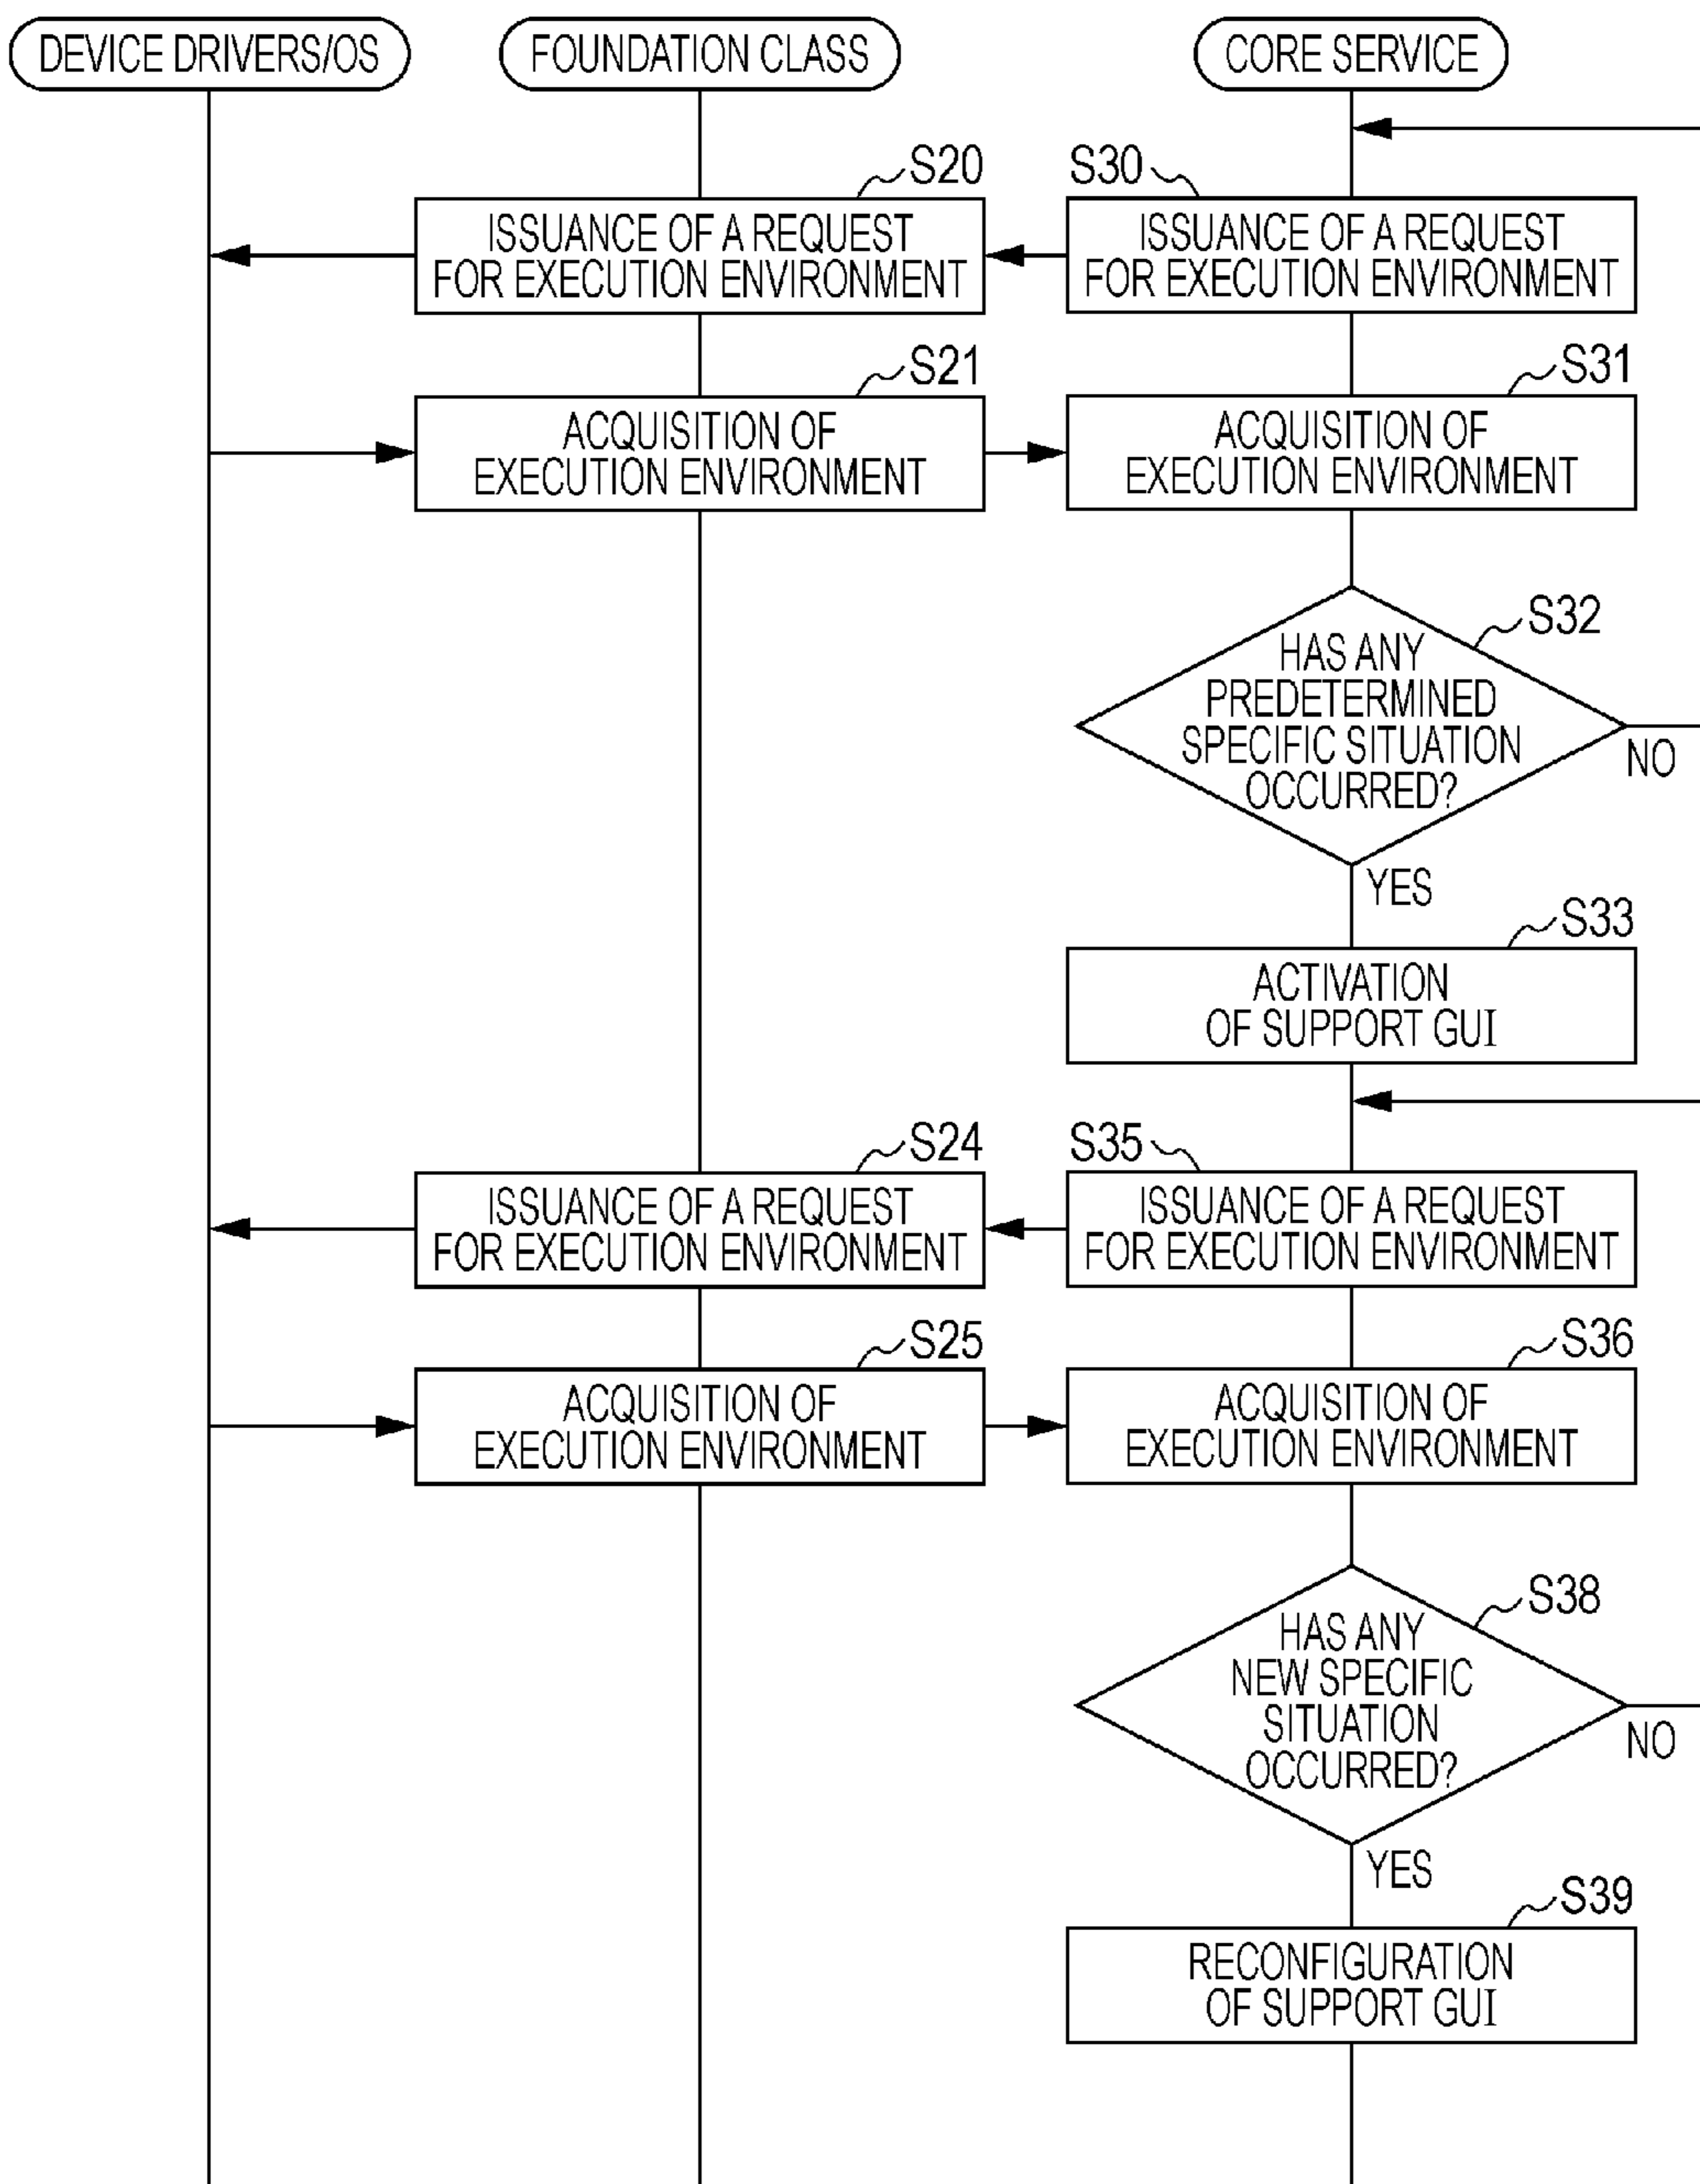 DEVICE DRIVERS/OS
FOUNDATION CLASS
CORE SERVICE
S20
S30
ISSUANCE OF A REQUEST
FOR EXECUTION ENVIRONMENT
ISSUANCE OF A REQUEST
FOR EXECUTION ENVIRONMENT
S21
S31
ACQUISITION OF
EXECUTION ENVIRONMENT
ACQUISITION OF
EXECUTION ENVIRONMENT
S32
HAS ANY
PREDETERMINED
SPECIFIC SITUATION
OCCURRED?
NO
YES
S33
ACTIVATION
OF SUPPORT GUI
S24
S35
ISSUANCE OF A REQUEST
FOR EXECUTION ENVIRONMENT
ISSUANCE OF A REQUEST
FOR EXECUTION ENVIRONMENT
S25
S36
ACQUISITION OF
EXECUTION ENVIRONMENT
ACQUISITION OF
EXECUTION ENVIRONMENT
S38
HAS ANY
NEW SPECIFIC
SITUATION
OCCURRED?
NO
YES
S39
RECONFIGURATION
OF SUPPORT GUI